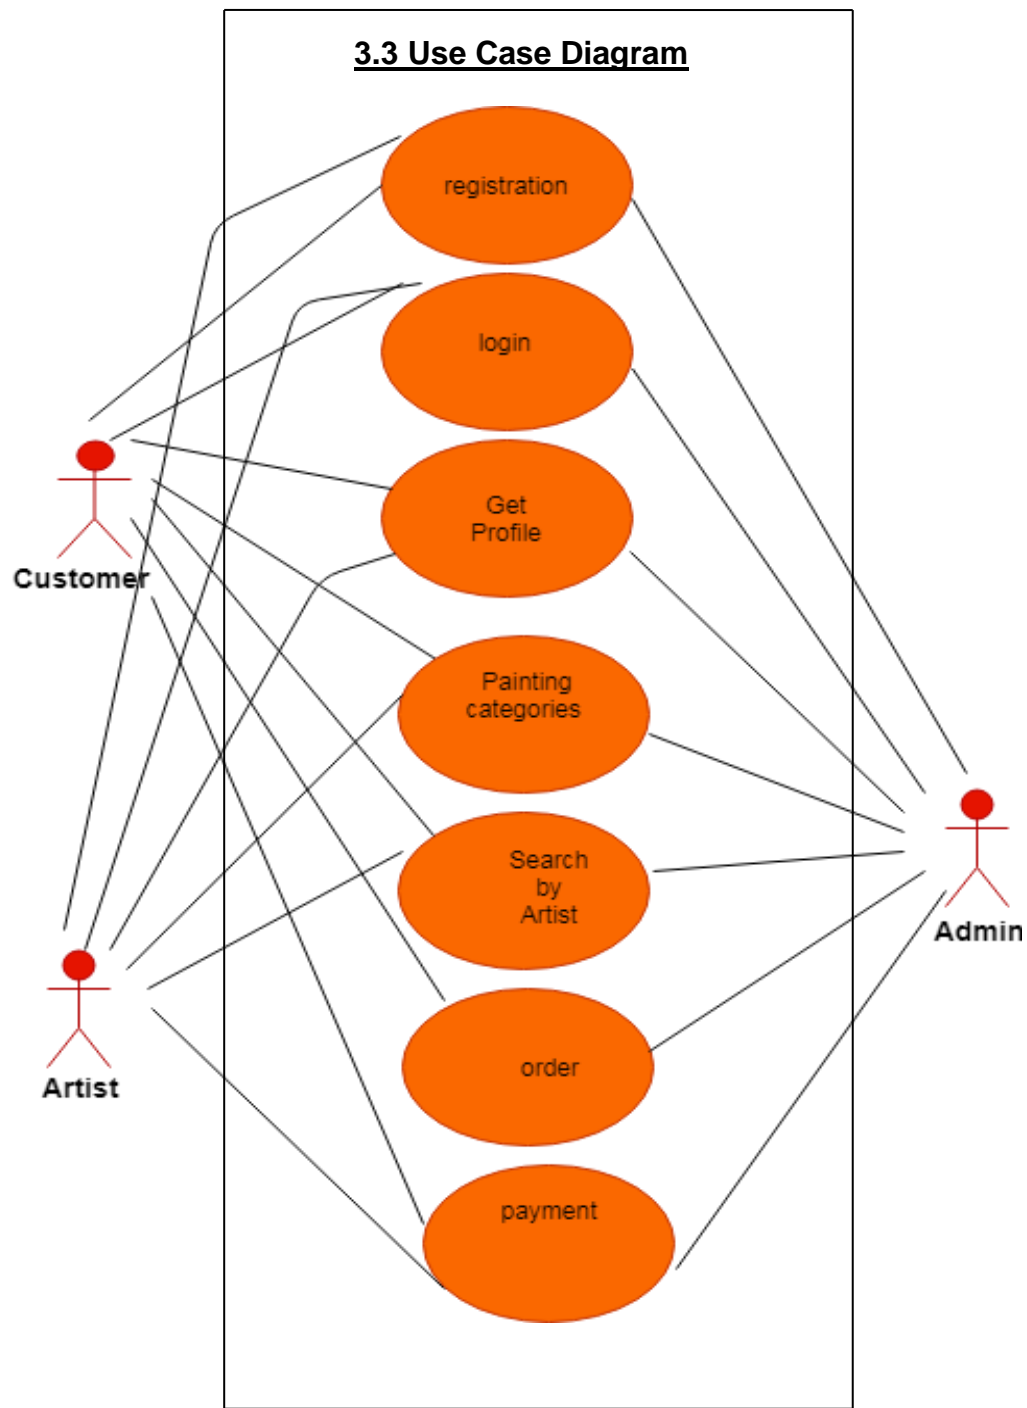 3.3 Use Case Diagram
registration
login
Get
Profile
Customer
Painting
categories
Search
by
Artist
Admin
order
Artist
payment